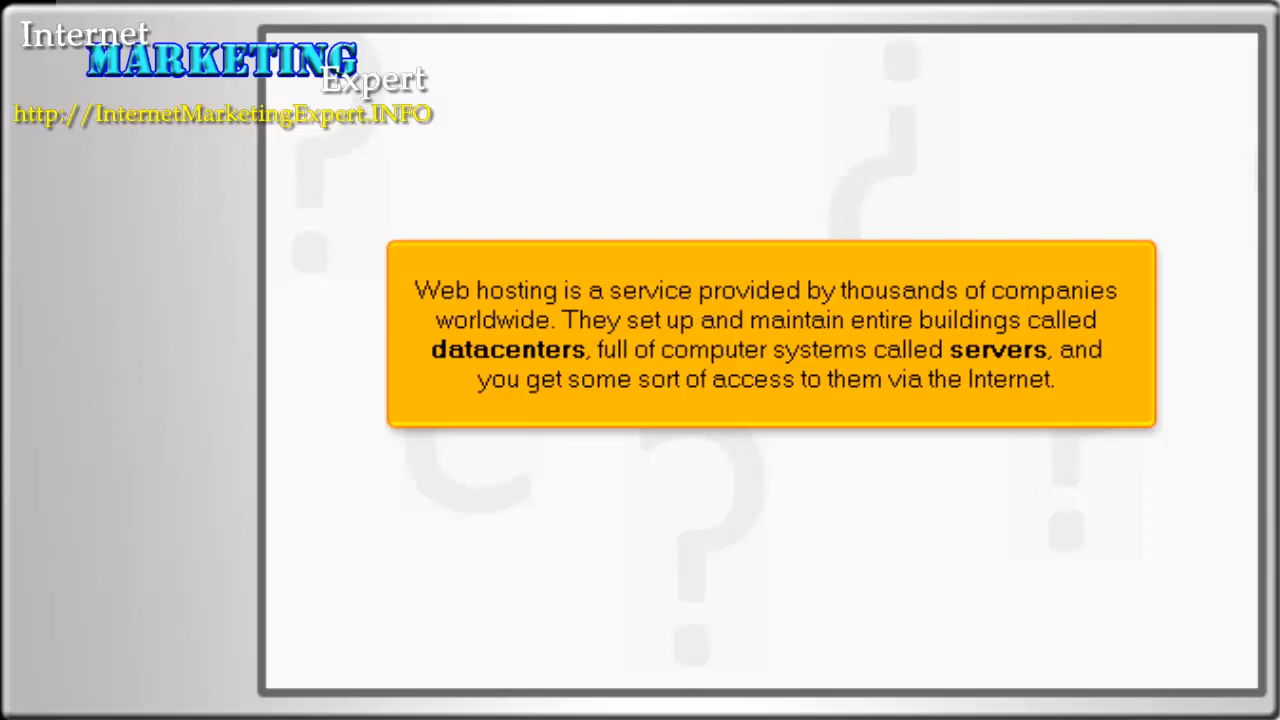 Internet
MARKETING
Expert
http://InternetMarketingExpert.INFO
Web hosting is a service provided by thousands of companies
worldwide. They set up and maintain entire buildings called
datacenters, full of computer systems called servers, and
you get some sort of access to them via the Internet.